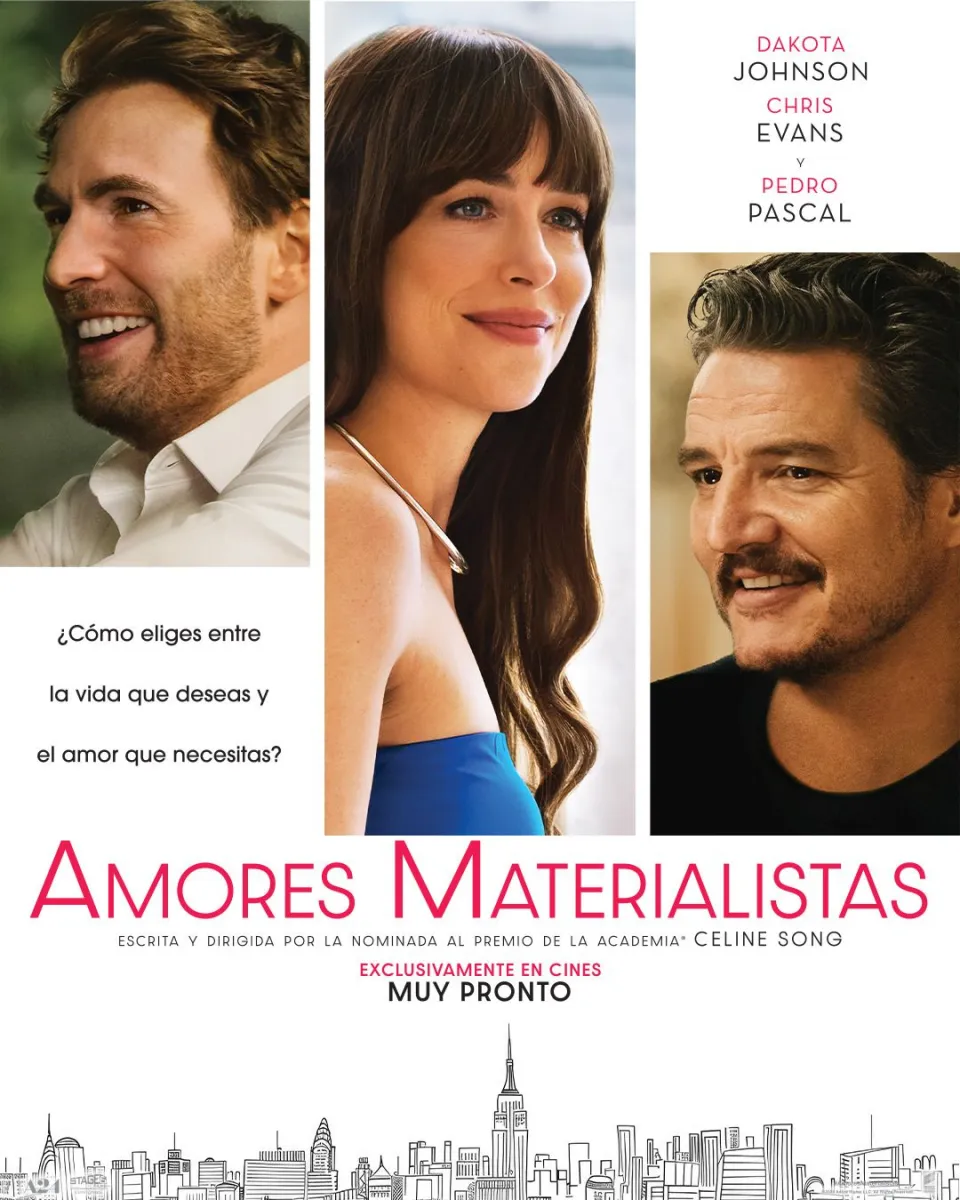 DAKOTA
JOHNSON
CHRIS
EVANS
Y
PEDRO
PASCAL
¿Cómo eliges entre
la vida que deseas y
el amor que necesitas?
AMORES MATERIALISTAS
ESCRITA Y DIRIGIDA POR LA NOMINADA AL PREMIO DE LA ACADEMIA® CELINE SONG
EXCLUSIVAMENTE EN CINES
MUY PRONTO
A24